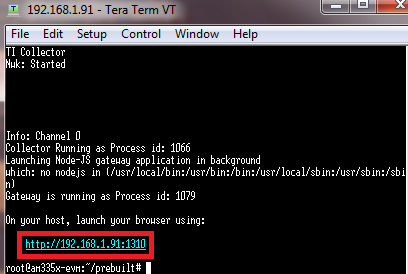 192.168.1.91 - Tera Term VT
File Edit Setup Control Window Help
TI Collector
Nwk: Started
Info: Channel 0
Collector Running as Process id: 1066
Launching Node-JS gateway application in background
which: no nodejs in (/usr/bin:/usr/bin:/bin:/usr/local/sbin:/usr/sbin:/sbi
n)
Gateway is running as Process id: 1079
On your host, launch your browser using:
http://192.168.1.91:1310
root@am335x-evm:~/prebuilt#